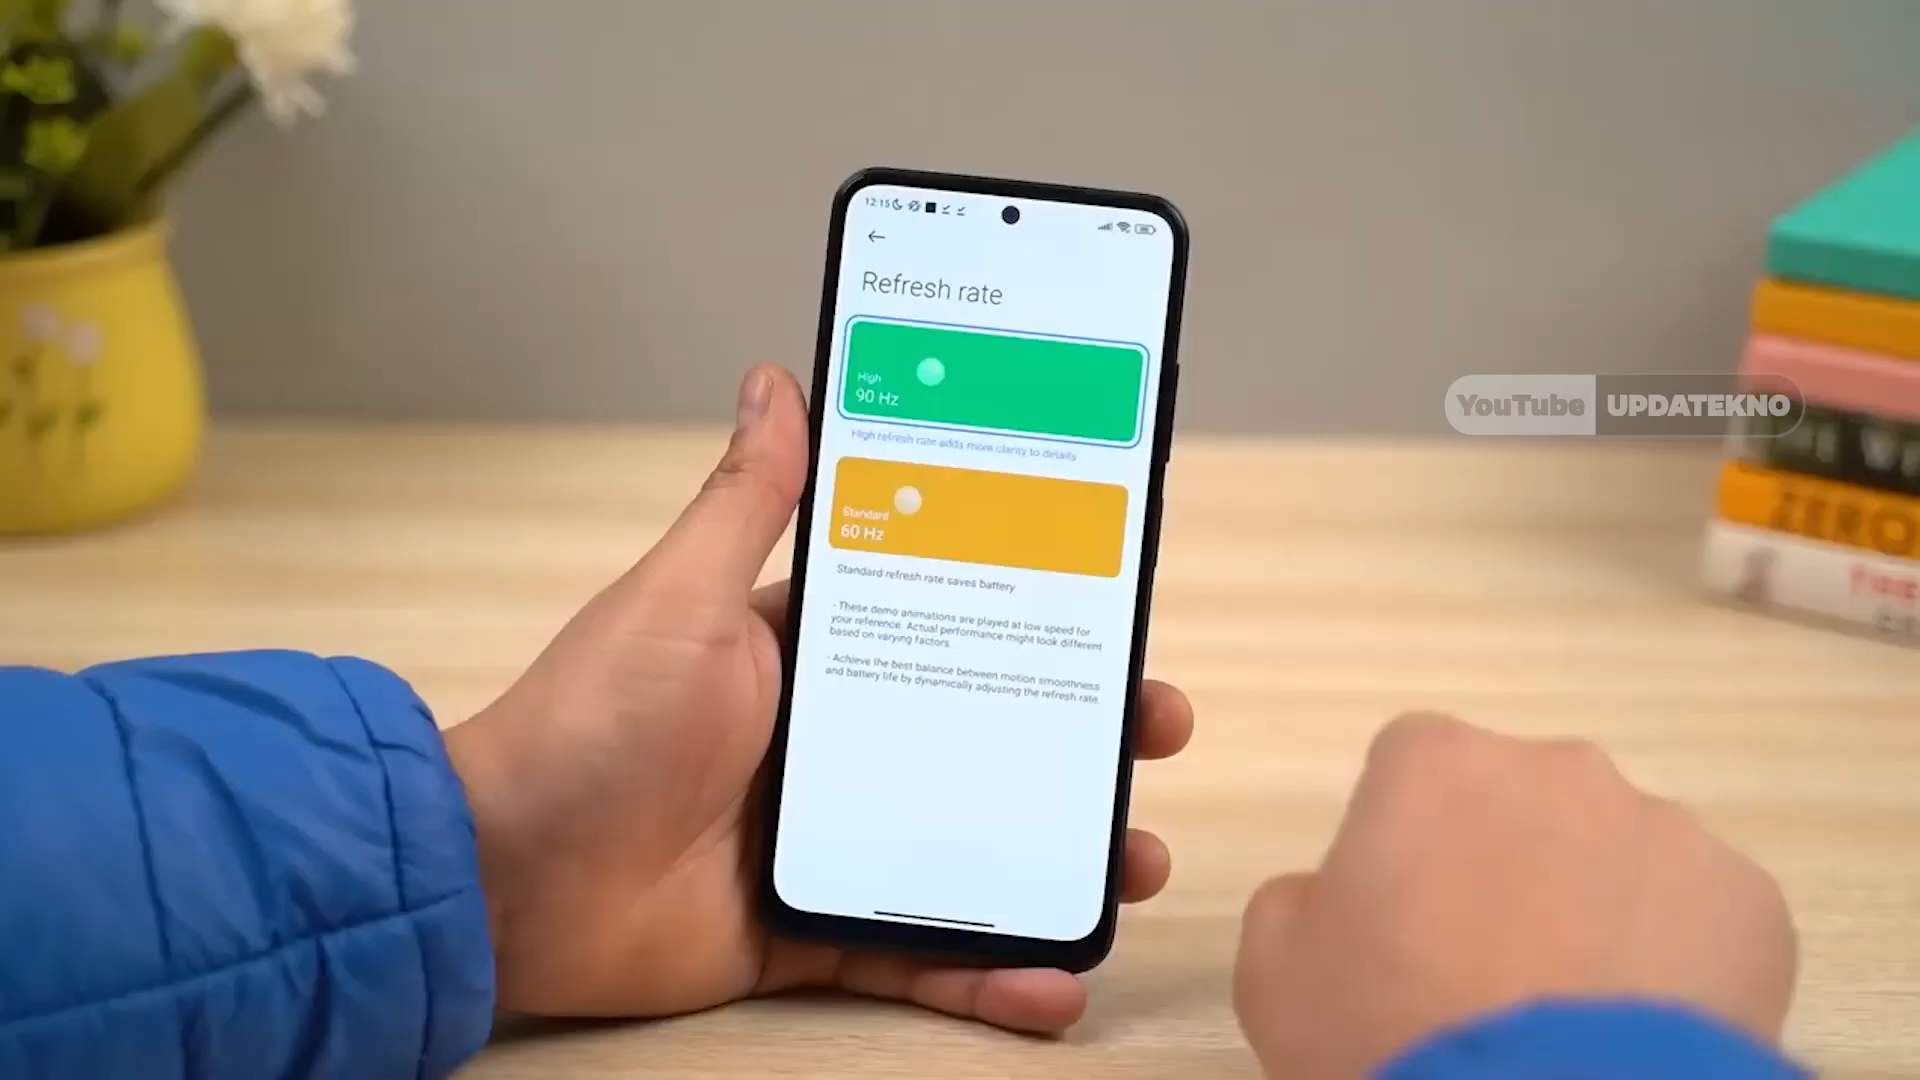 12:15
Refresh rate
High
90 Hz
High refresh rate adds more clarity to details
Standard
60 Hz
Standard refresh rate saves battery
- These demo animations are played at low speed for
your reference. Actual performance might look different
based on varying factors.
- Achieve the best balance between motion smoothness
and battery life by dynamically adjusting the refresh rate.
YouTube UPDATEKNO
ZERO